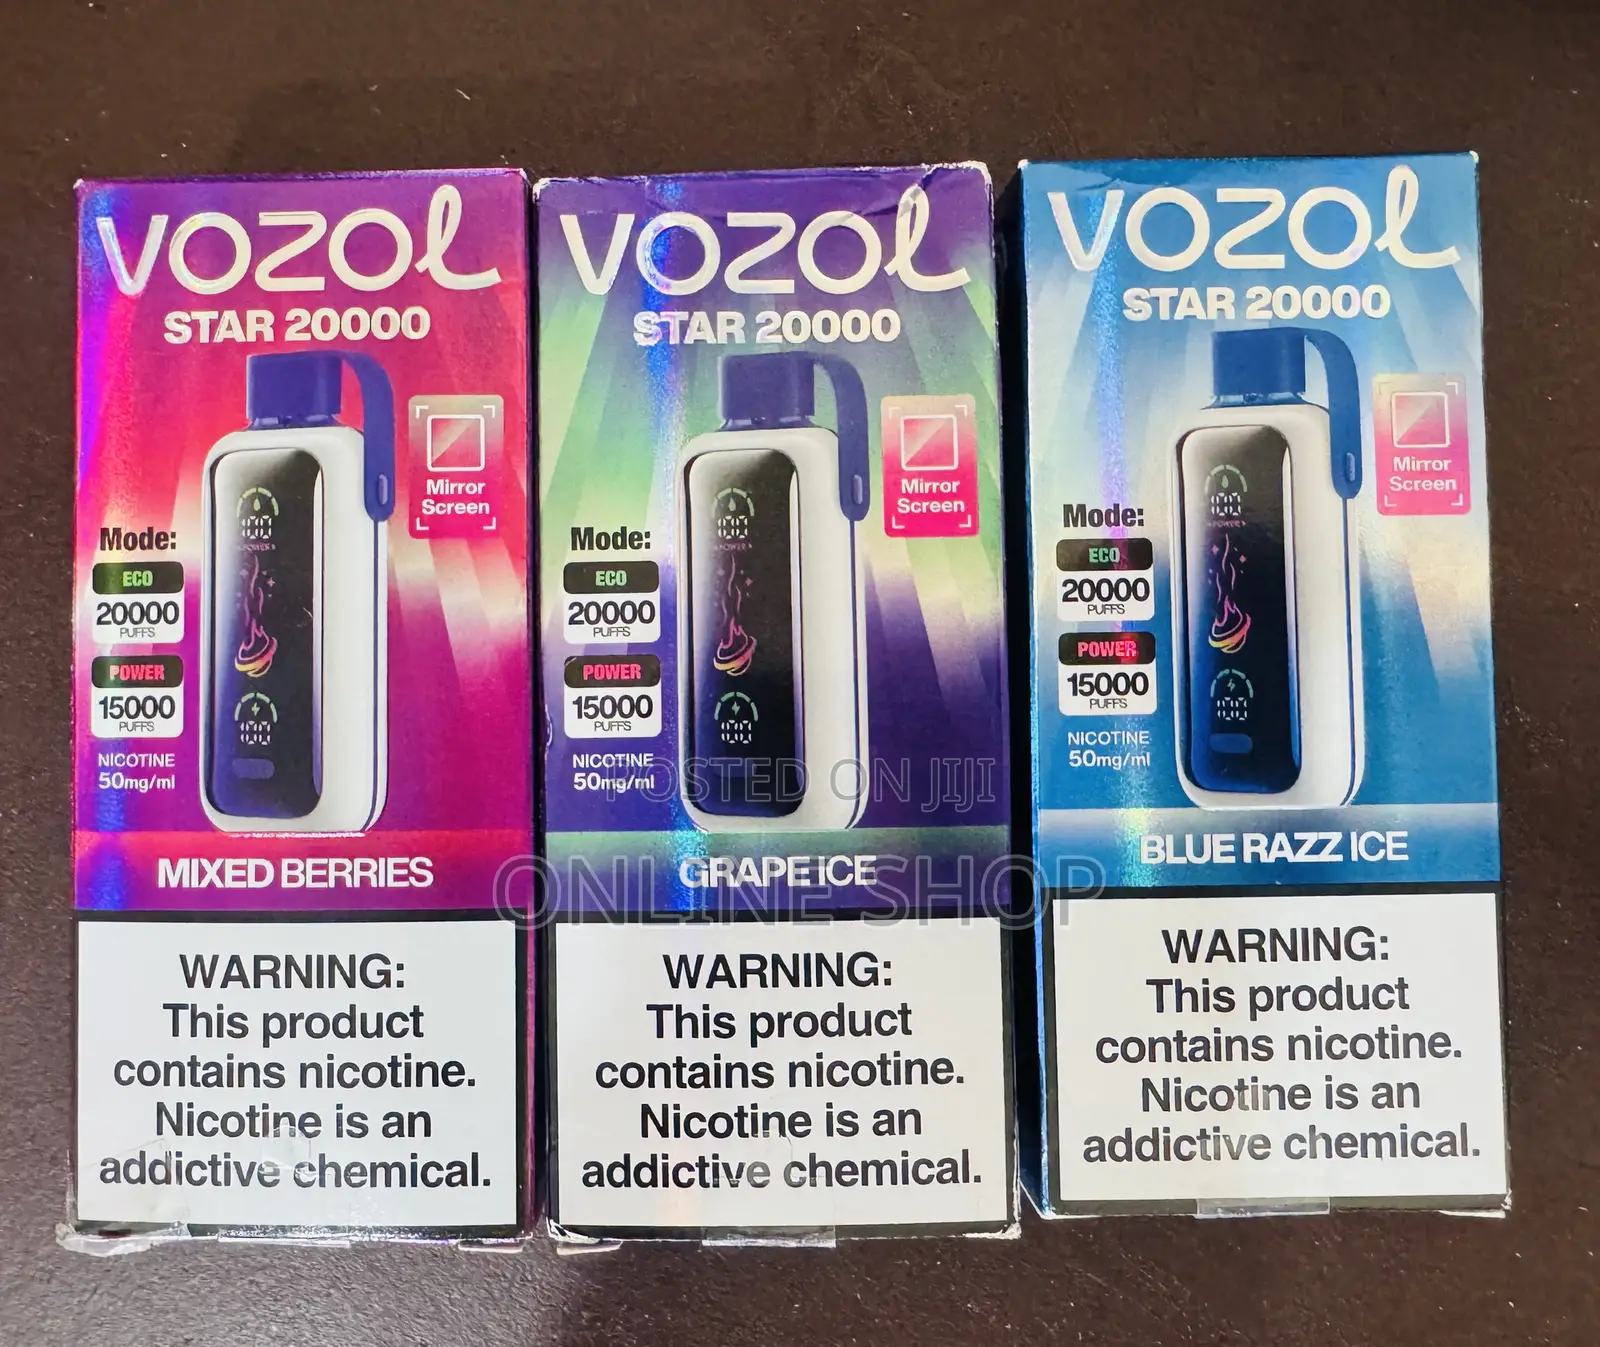 VOZOL
STAR 20000
Mirror
Screen
Mode:
ECO
20000
PUFFS
POWER
15000
PUFFS
NICOTINE
50mg/ml
MIXED BERRIES
WARNING:
This product
contains nicotine.
Nicotine is an
addictive chemical.
VOZOL
STAR 20000
Mirror
Screen
Mode:
ECO
20000
PUFFS
POWER
15000
PUFFS
NICOTINE
50mg/ml
GRAPE ICE
WARNING:
This product
contains nicotine.
Nicotine is an
addictive chemical.
VOZOL
STAR 20000
Mirror
Screen
Mode:
ECO
20000
PUFFS
POWER
15000
PUFFS
NICOTINE
50mg/ml
BLUE RAZZ ICE
WARNING:
This product
contains nicotine.
Nicotine is an
addictive chemical.
POSTED ON JIJI
ONLINE SHOP